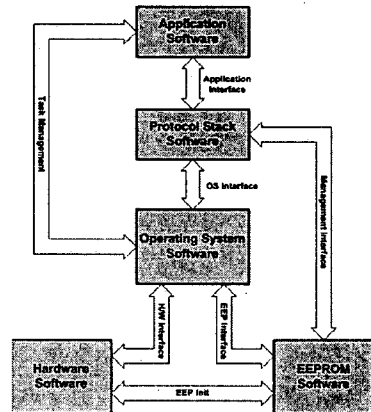 Application
Software
Application
Interface
Task Management
Protocol Stack
Software
OS Interface
Management Interface
Operating System
Software
H/W Interface
EEP Interface
Hardware
Software
EEPROM
Software
EEP Init